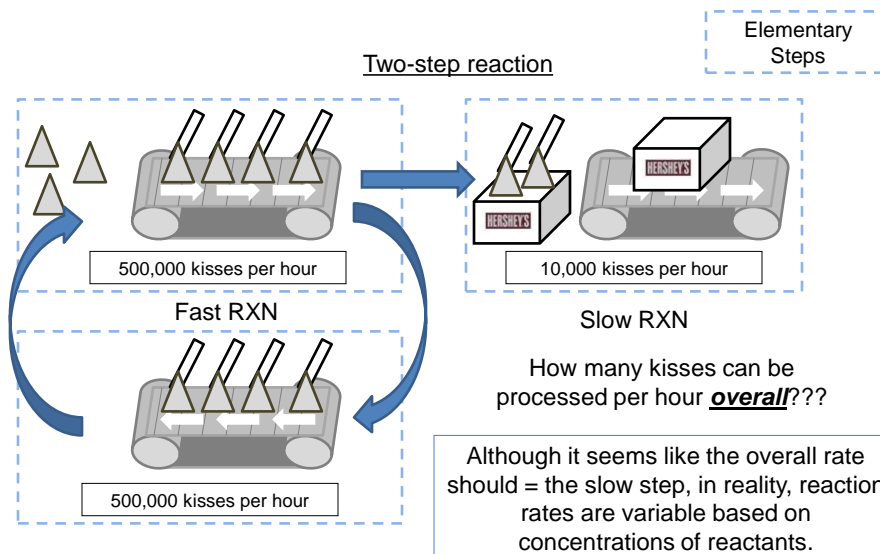 Elementary
Steps
Two-step reaction
HERSHEY'S
HERSHEY'S
500,000 kisses per hour
10,000 kisses per hour
Fast RXN
Slow RXN
How many kisses can be
processed per hour overall???
500,000 kisses per hour
Although it seems like the overall rate
should = the slow step, in reality, reaction
rates are variable based on
concentrations of reactants.